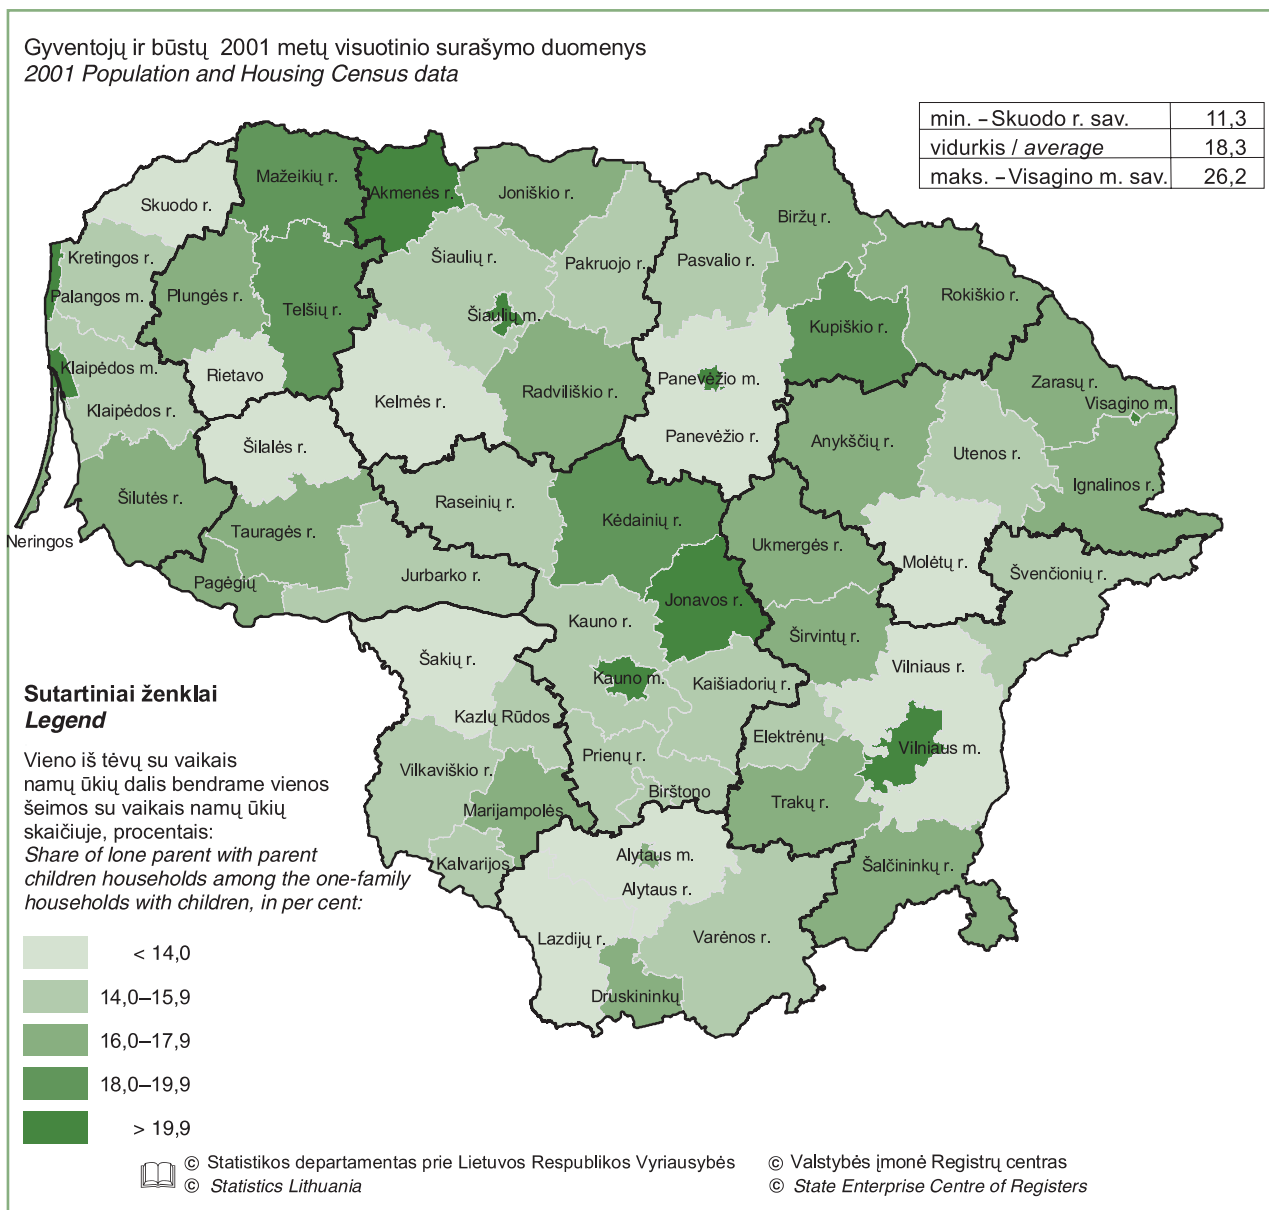 Gyventojų ir būstų 2001 metų visuotinio surašymo duomenys
2001 Population and Housing Census data
min. – Skuodo r. sav. 11,3
vidurkis / average 18,3
maks. – Visagino m. sav. 26,2
Mažeikių r.
Akmenės r.
Joniškio r.
Skuodo r.
Biržų r.
Kretingos r.
Šiaulių r.
Pakruojo r.
Pasvalio r.
Palangos m.
Plungės r.
Telšių r.
Rokiškio r.
Šiaulių m.
Kupiškio r.
Klaipėdos m.
Rietavo
Panevėžio m.
Zarasų r.
Visagino m.
Klaipėdos r.
Kelmės r.
Radviliškio r.
Panevėžio r.
Anykščių r.
Utenos r.
Šilalės r.
Ignalinos r.
Šilutės r.
Raseinių r.
Kėdainių r.
Neringos
Tauragės r.
Ukmergės r.
Molėtų r.
Švenčionių r.
Pagėgių
Jurbarko r.
Jonavos r.
Kauno r.
Širvintų r.
Šakių r.
Vilniaus r.
Kauno m.
Kaišiadorių r.
Kazlų Rūdos
Elektrėnų
Vilniaus m.
Vilkaviškio r.
Prienų r.
Birštono
Trakų r.
Marijampolės
Kalvarijos
Alytaus m.
Šalčininkų r.
Alytaus r.
Lazdijų r.
Varėnos r.
Druskininkų
Sutartiniai ženklai
Legend
Vieno iš tėvų su vaikais
namų ūkių dalis bendrame vienos
šeimos su vaikais namų ūkių
skaičiuje, procentais:
Share of lone parent with parent
children households among the one-family
households with children, in per cent:
< 14,0
14,0–15,9
16,0–17,9
18,0–19,9
> 19,9
© Statistikos departamentas prie Lietuvos Respublikos Vyriausybės
© Statistics Lithuania
© Valstybės įmonė Registrų centras
© State Enterprise Centre of Registers